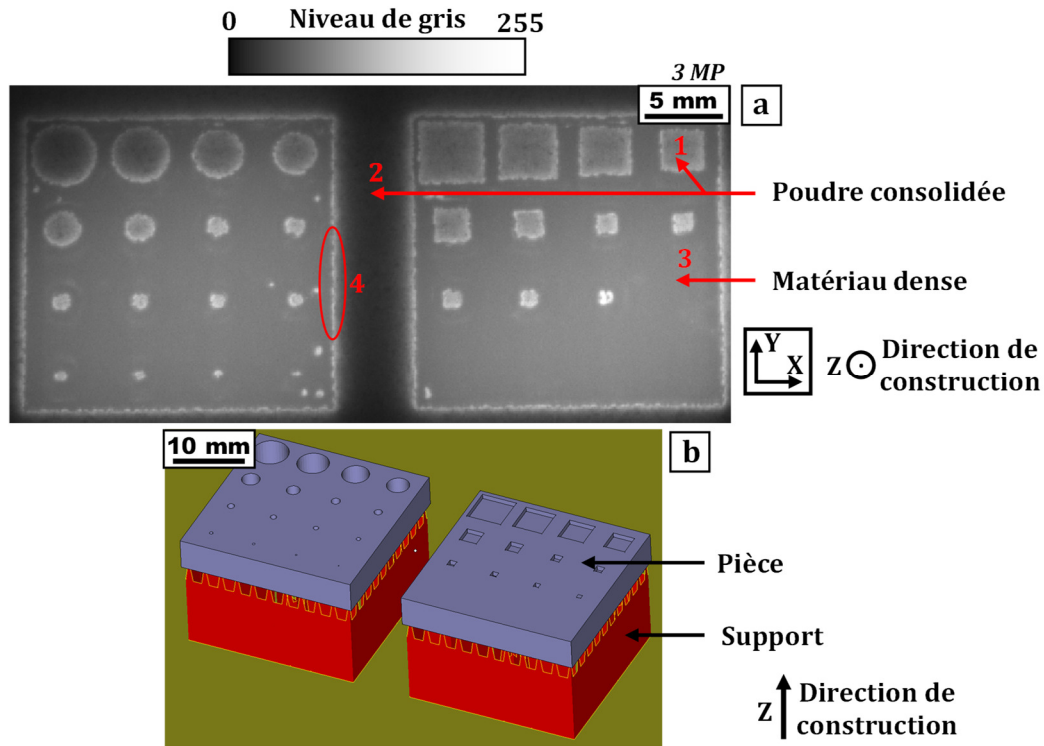 0 Niveau de gris 255
3 MP
5 mm
a
1
2
Poudre consolidée
3
4
Matériau dense
Y
X
Z
Direction de
construction
10 mm
b
Pièce
Support
Z
Direction de
construction